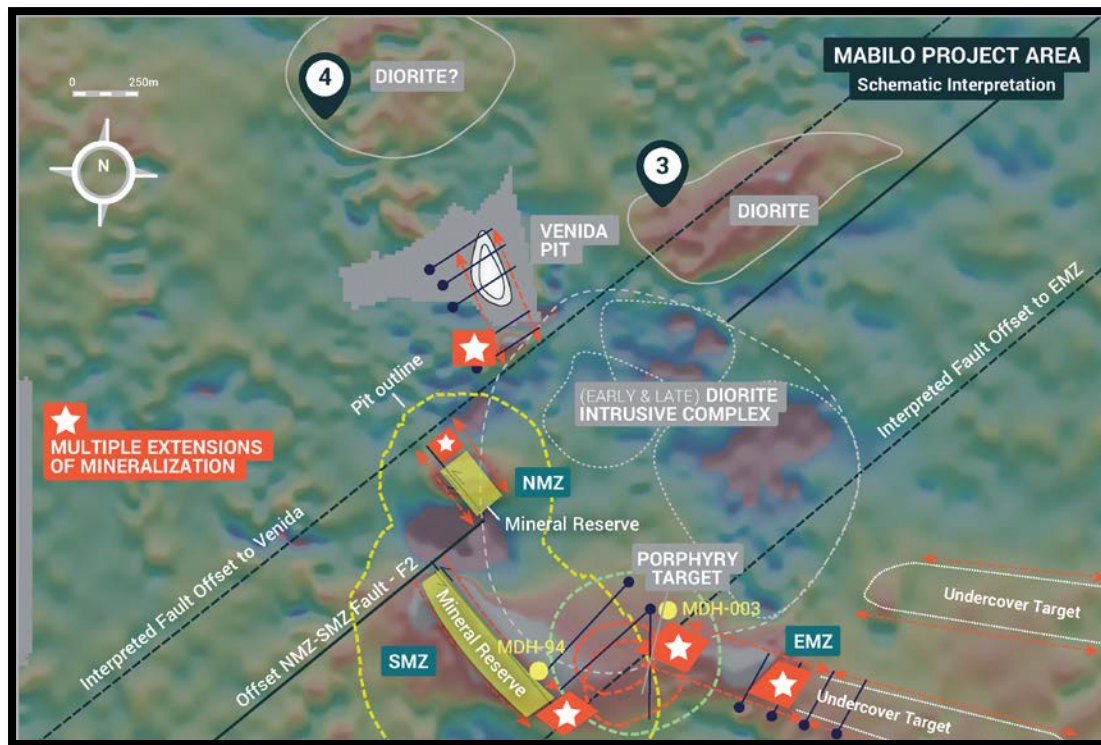 MABILO PROJECT AREA
Schematic Interpretation
0 250m
N
4
DIORITE?
3
DIORITE
VENIDA
PIT
Pit outline
(EARLY & LATE) DIORITE
INTRUSIVE COMPLEX
Interpreted Fault Offset to EMZ
MULTIPLE EXTENSIONS
OF MINERALIZATION
NMZ
Mineral Reserve
Interpreted Fault Offset to Venida
Offset NMZ-SMZ Fault - F2
PORPHYRY
TARGET
MDH-003
Undercover Target
Mineral Reserve
SMZ
MDH-94
EMZ
Undercover Target